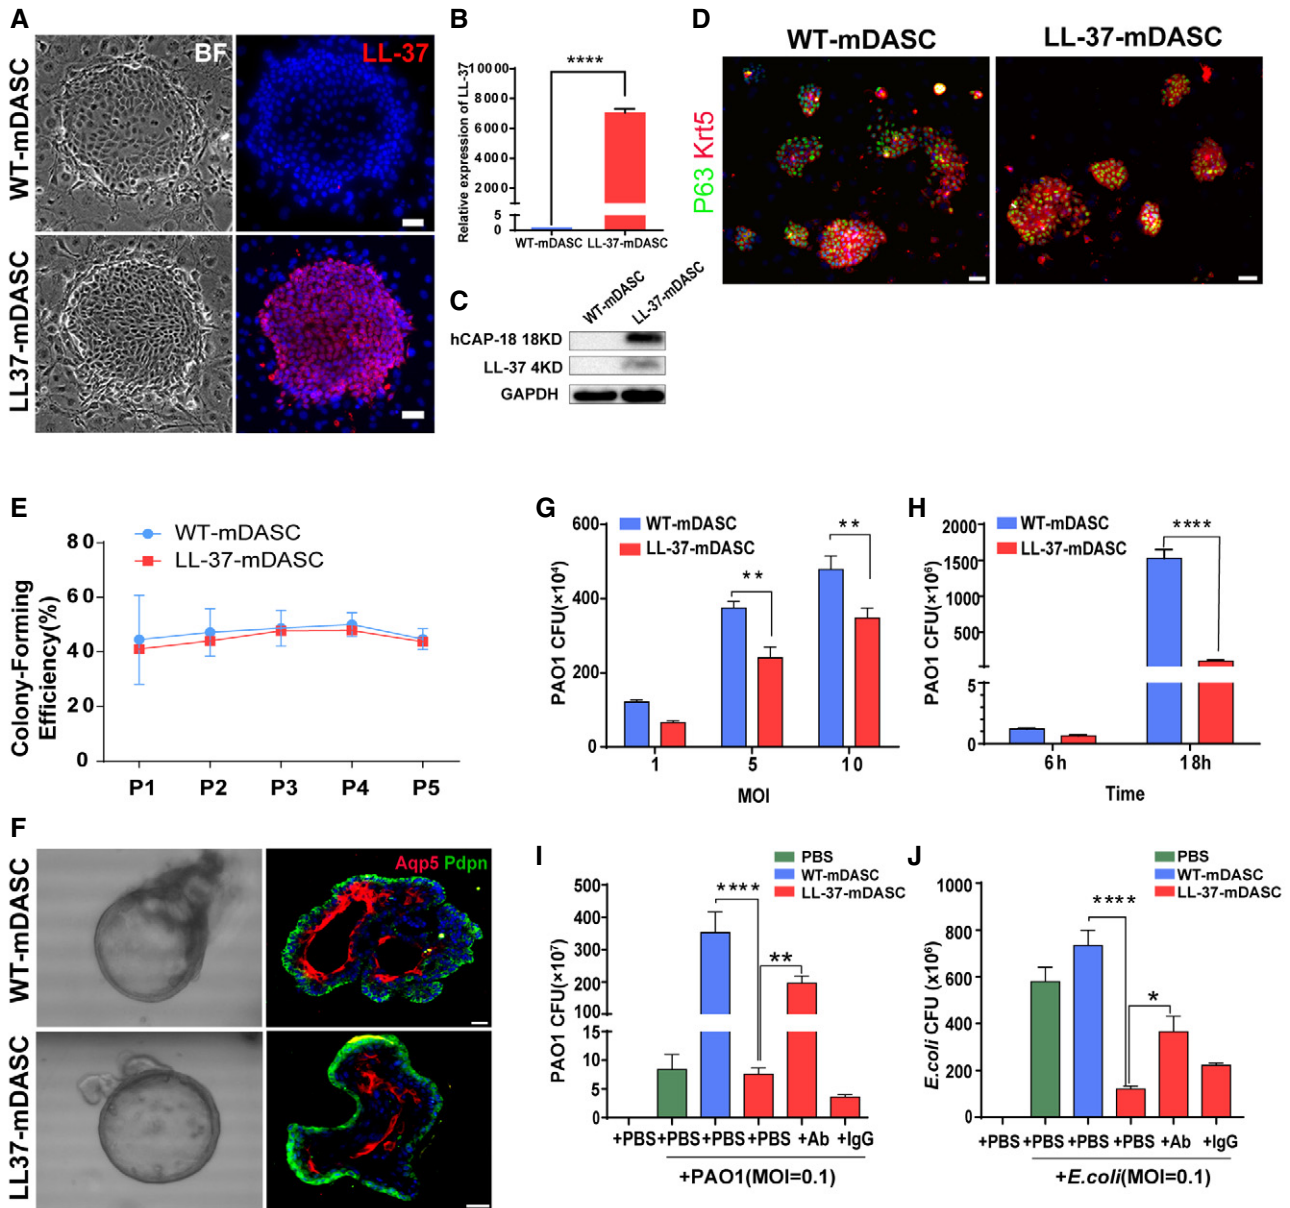 A
BF
LL-37
WT-mDASC
LL37-mDASC
B
Relative expression of LL-37
10000
8000
6000
4000
2000
0
5
0
****
WT-mDASC LL-37-mDASC
C
WT-mDASC
LL-37-mDASC
hCAP-18 18KD
LL-37 4KD
GAPDH
D
WT-mDASC
LL-37-mDASC
P63 Krt5
E
WT-mDASC
LL-37-mDASC
Colony-Forming
Efficiency(%)
80
60
40
20
0
P1 P2 P3 P4 P5
F
Aqp5 Pdpn
WT-mDASC
LL37-mDASC
G
WT-mDASC
LL-37-mDASC
PAO1 CFU(×10⁴)
600
400
200
0
**
**
1 5 10
MOI
H
WT-mDASC
LL-37-mDASC
PAO1 CFU(×10⁶)
2000
1500
1000
500
5
0
****
6h 18h
Time
I
PBS
WT-mDASC
LL-37-mDASC
PAO1 CFU(×10⁷)
500
400
300
200
100
15
10
5
0
****
**
+PBS +PBS +PBS +PBS +Ab +IgG
+PAO1(MOI=0.1)
J
PBS
WT-mDASC
LL-37-mDASC
E.coli CFU (x10⁶)
1000
800
600
400
200
0
****
*
+PBS +PBS +PBS +PBS +Ab +IgG
+E.coli(MOI=0.1)